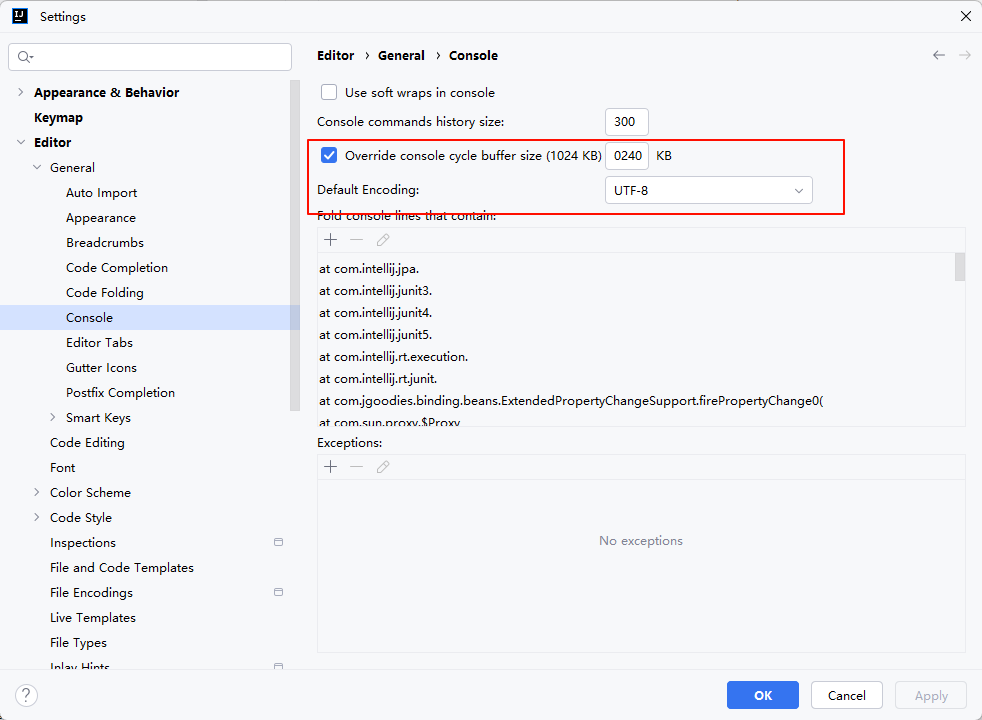 Settings
Editor › General › Console
Appearance & Behavior
Keymap
Editor
General
Auto Import
Appearance
Breadcrumbs
Code Completion
Code Folding
Console
Editor Tabs
Gutter Icons
Postfix Completion
Smart Keys
Code Editing
Font
Color Scheme
Code Style
Inspections
File and Code Templates
File Encodings
Live Templates
File Types
Inlay Hints
Use soft wraps in console
Console commands history size: 300
Override console cycle buffer size (1024 KB) 0240 KB
Default Encoding: UTF-8
Fold console lines that contain:
at com.intellij.jpa.
at com.intellij.junit3.
at com.intellij.junit4.
at com.intellij.junit5.
at com.intellij.rt.execution.
at com.intellij.rt.junit.
at com.jgoodies.binding.beans.ExtendedPropertyChangeSupport.firePropertyChange0(
at com.sun.proxy.$Proxy
Exceptions:
No exceptions
?
OK
Cancel
Apply